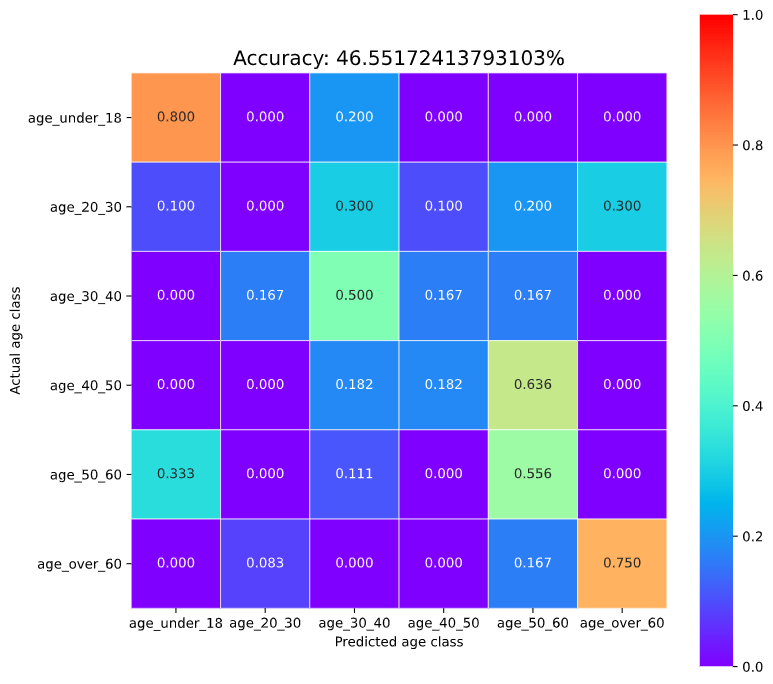 Accuracy: 46.55172413793103%
1.0
age_under_18 0.800 0.000 0.200 0.000 0.000 0.000
0.8
age_20_30 0.100 0.000 0.300 0.100 0.200 0.300
0.6
age_30_40 0.000 0.167 0.500 0.167 0.167 0.000
Actual age class
age_40_50 0.000 0.000 0.182 0.182 0.636 0.000
0.4
age_50_60 0.333 0.000 0.111 0.000 0.556 0.000
0.2
age_over_60 0.000 0.083 0.000 0.000 0.167 0.750
age_under_18 age_20_30 age_30_40 age_40_50 age_50_60 age_over_60
Predicted age class
0.0